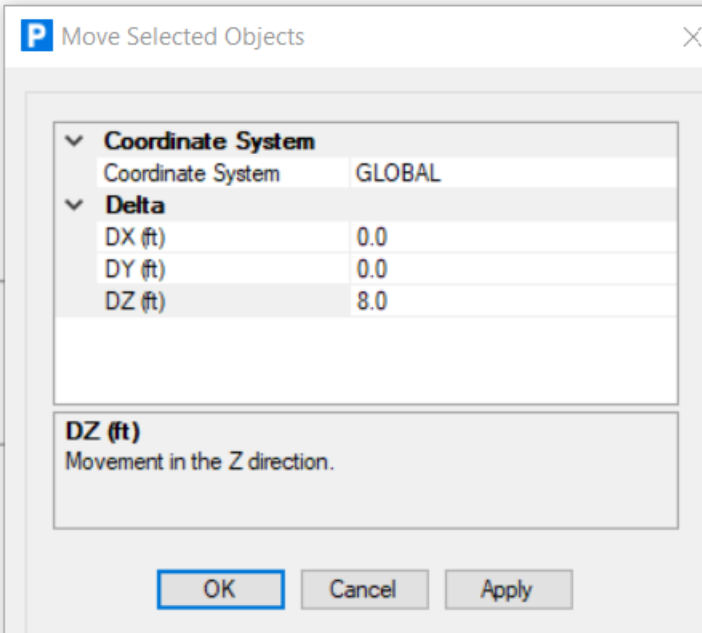 P Move Selected Objects
Coordinate System
Coordinate System GLOBAL
Delta
DX (ft) 0.0
DY (ft) 0.0
DZ (ft) 8.0
DZ (ft)
Movement in the Z direction.
OK Cancel Apply